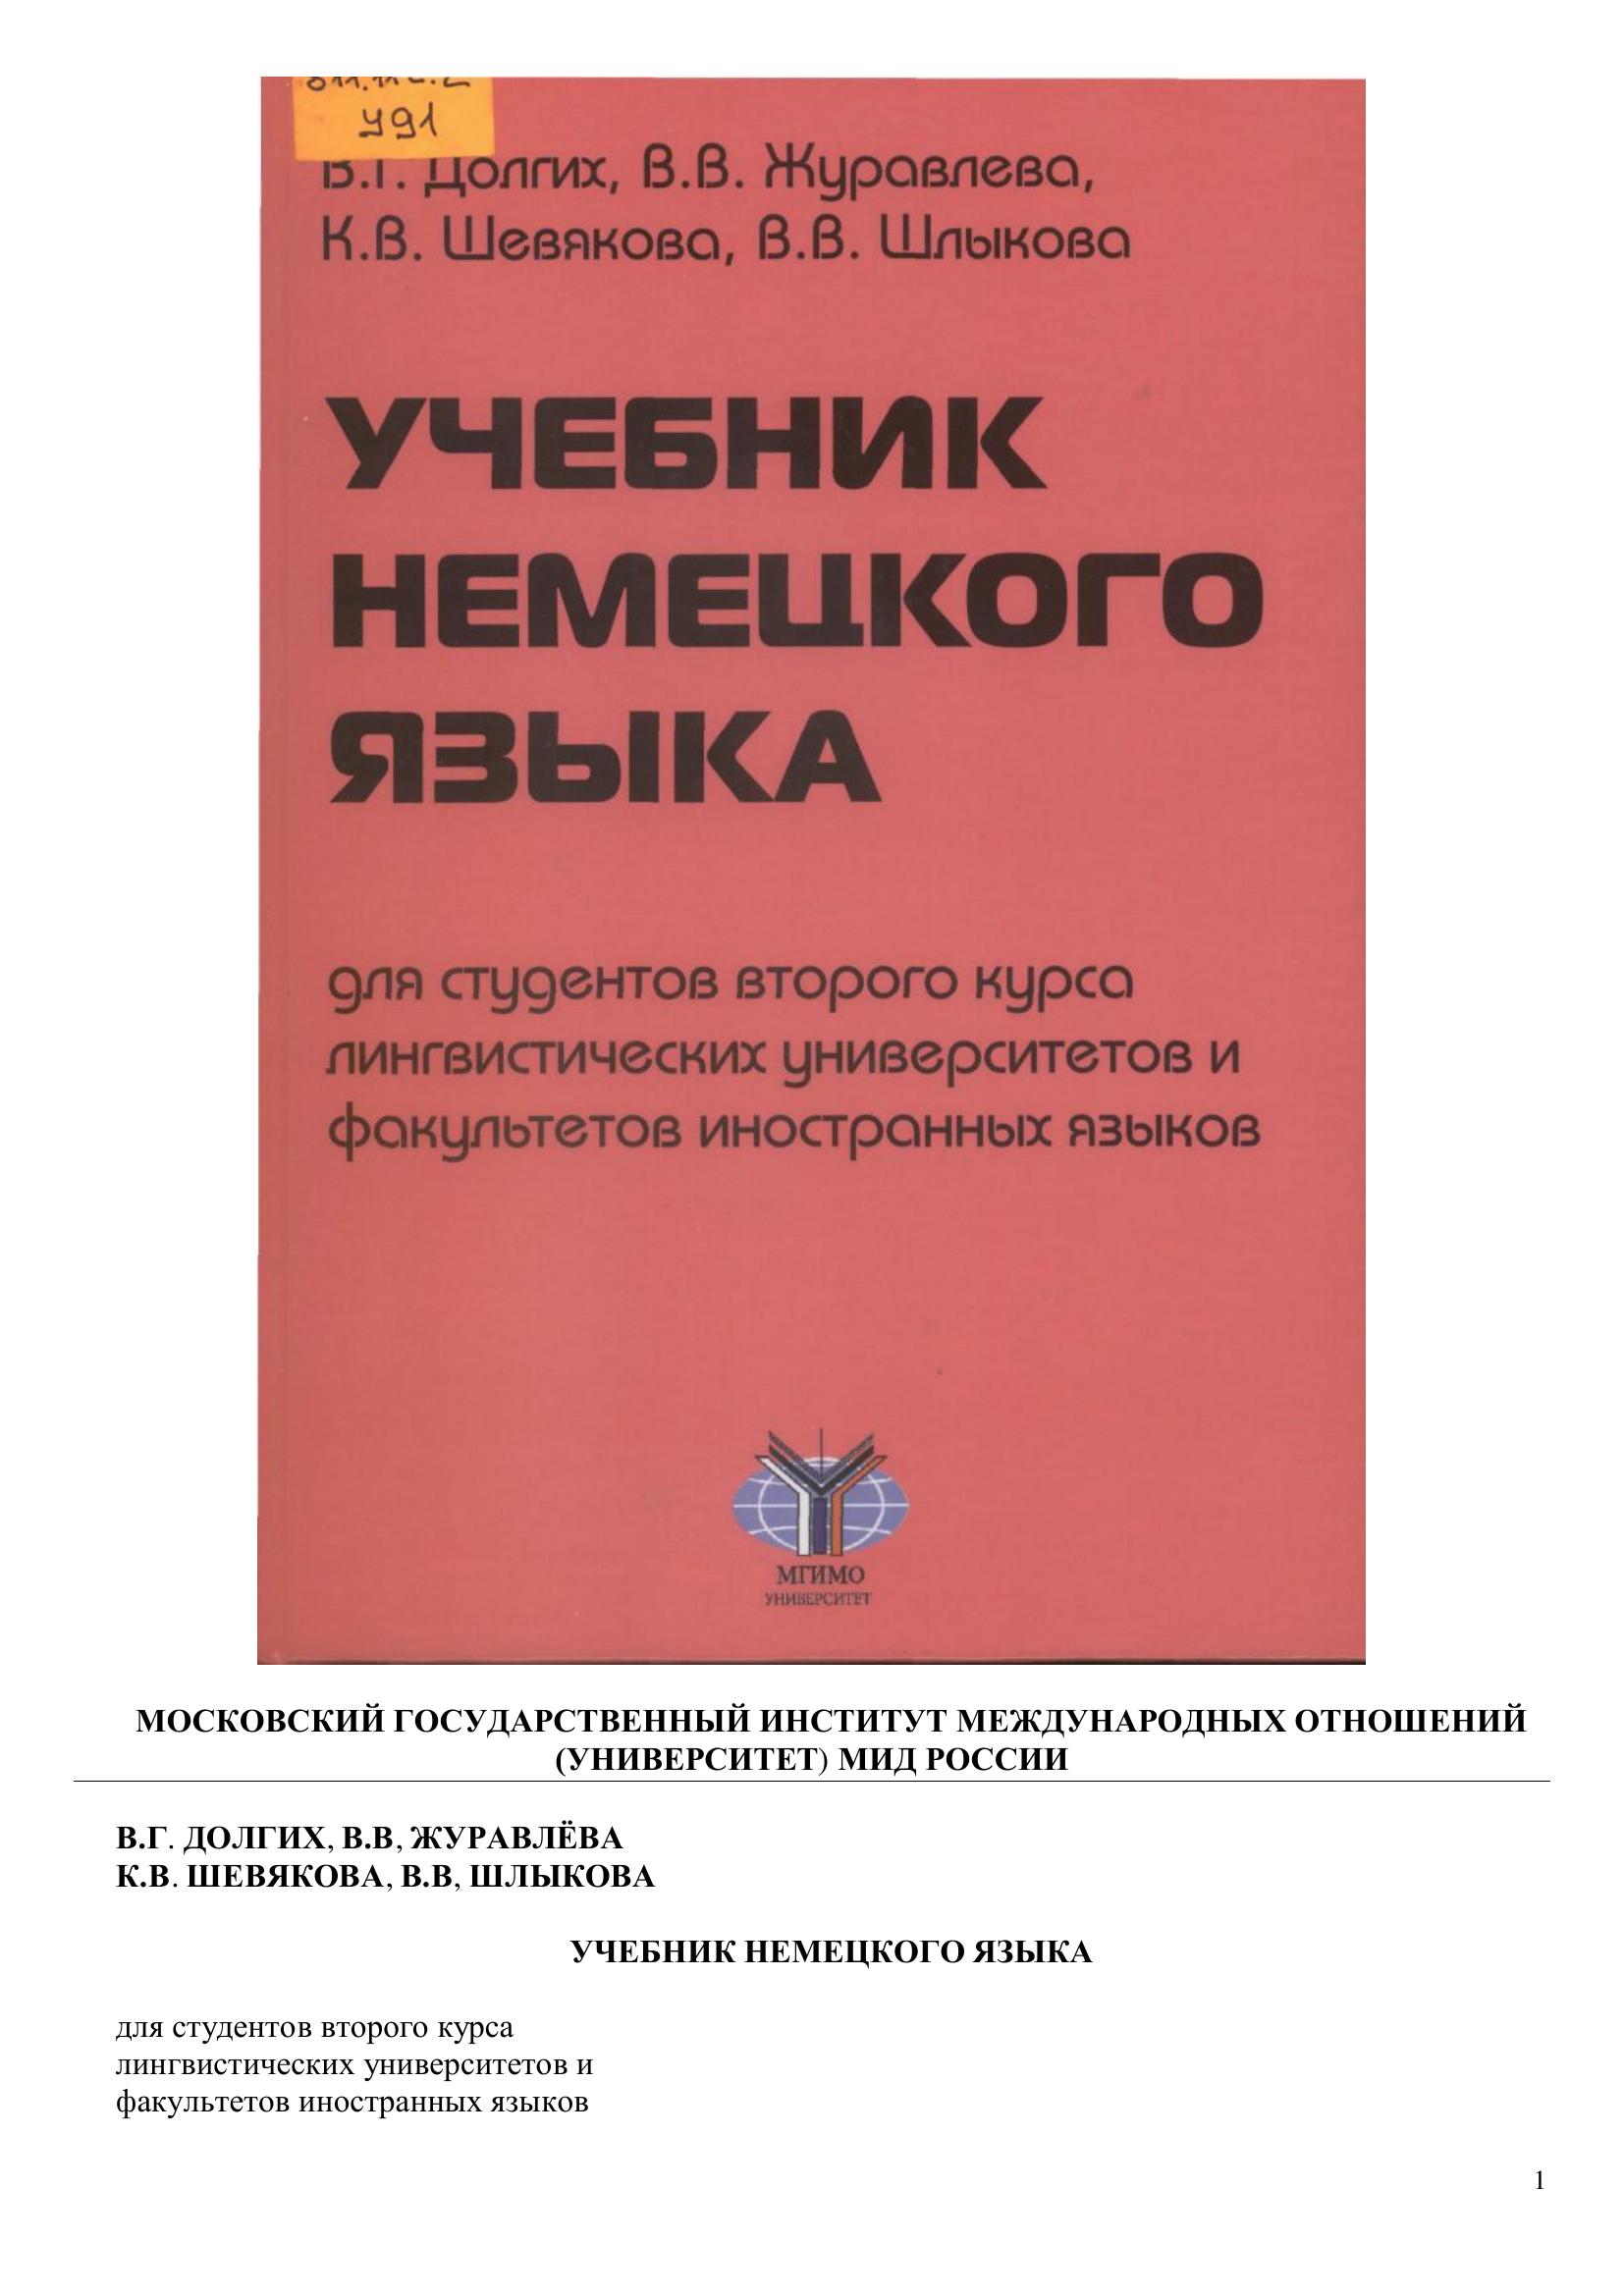 У91
В.Г. Долгих, В.В. Журавлева,
К.В. Шевякова, В.В. Шлыкова
УЧЕБНИК
НЕМЕЦКОГО
ЯЗЫКА
для студентов второго курса
лингвистических университетов и
факультетов иностранных языков
МГИМО
УНИВЕРСИТЕТ
МОСКОВСКИЙ ГОСУДАРСТВЕННЫЙ ИНСТИТУТ МЕЖДУНАРОДНЫХ ОТНОШЕНИЙ
(УНИВЕРСИТЕТ) МИД РОССИИ
В.Г. ДОЛГИХ, В.В, ЖУРАВЛЁВА
К.В. ШЕВЯКОВА, В.В, ШЛЫКОВА
УЧЕБНИК НЕМЕЦКОГО ЯЗЫКА
для студентов второго курса
лингвистических университетов и
факультетов иностранных языков
1